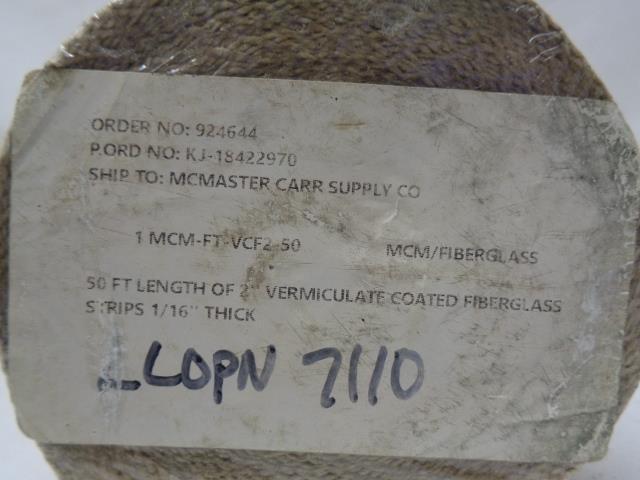 ORDER NO: 924644
P.ORD NO: KJ-18422970
SHIP TO: MCMASTER CARR SUPPLY CO
1 MCM-FT-VCF2-50 MCM/FIBERGLASS
50 FT LENGTH OF 2" VERMICULATE COATED FIBERGLASS
STRIPS 1/16" THICK
LOPN 7110